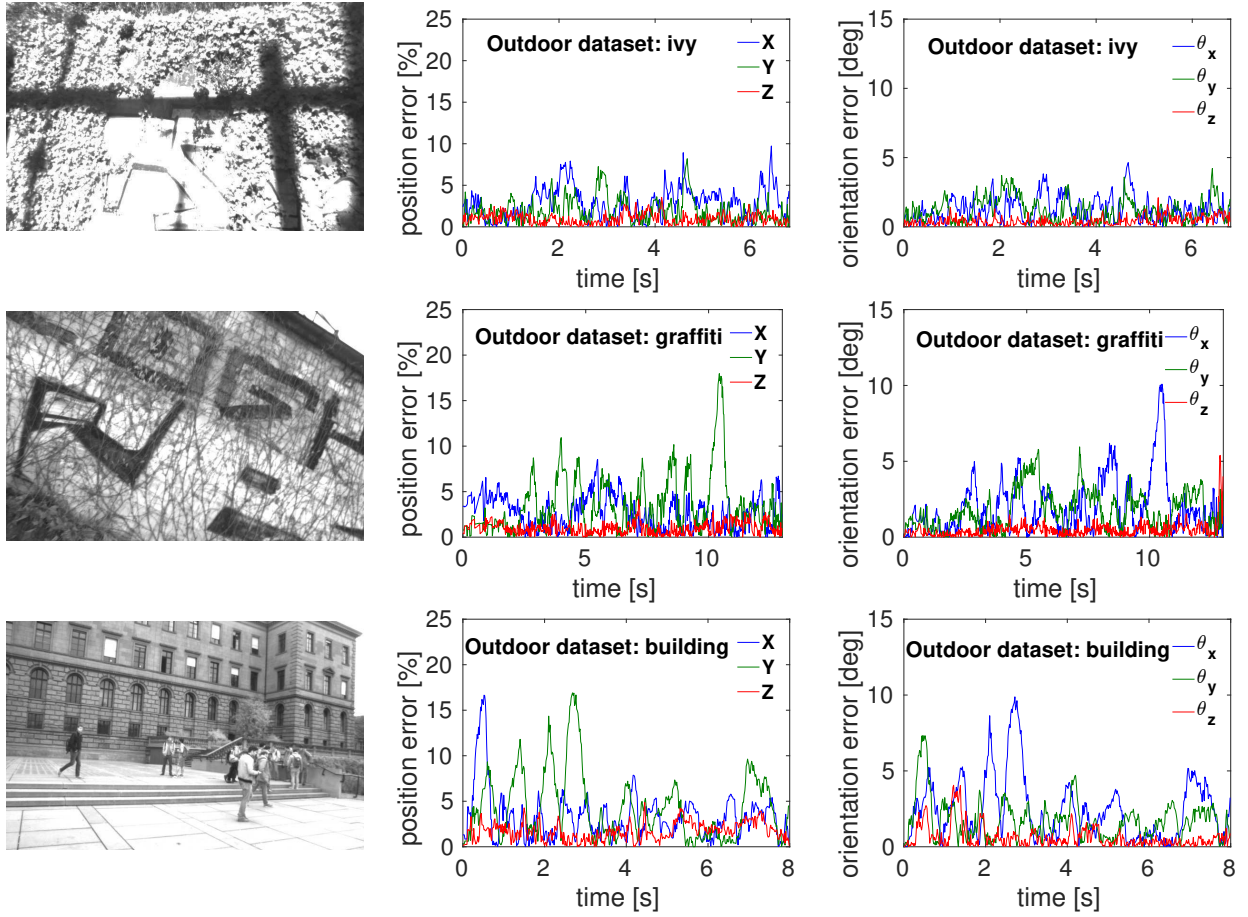 25
20
15
10
5
0
position error [%]
Outdoor dataset: ivy
X
Y
Z
0 2 4 6
time [s]
15
10
5
0
orientation error [deg]
Outdoor dataset: ivy
θx
θy
θz
0 2 4 6
time [s]
25
20
15
10
5
0
position error [%]
Outdoor dataset: graffiti
X
Y
Z
0 5 10
time [s]
15
10
5
0
orientation error [deg]
Outdoor dataset: graffiti
θx
θy
θz
0 5 10
time [s]
25
20
15
10
5
0
position error [%]
Outdoor dataset: building
X
Y
Z
0 2 4 6 8
time [s]
15
10
5
0
orientation error [deg]
Outdoor dataset: building
θx
θy
θz
0 2 4 6 8
time [s]